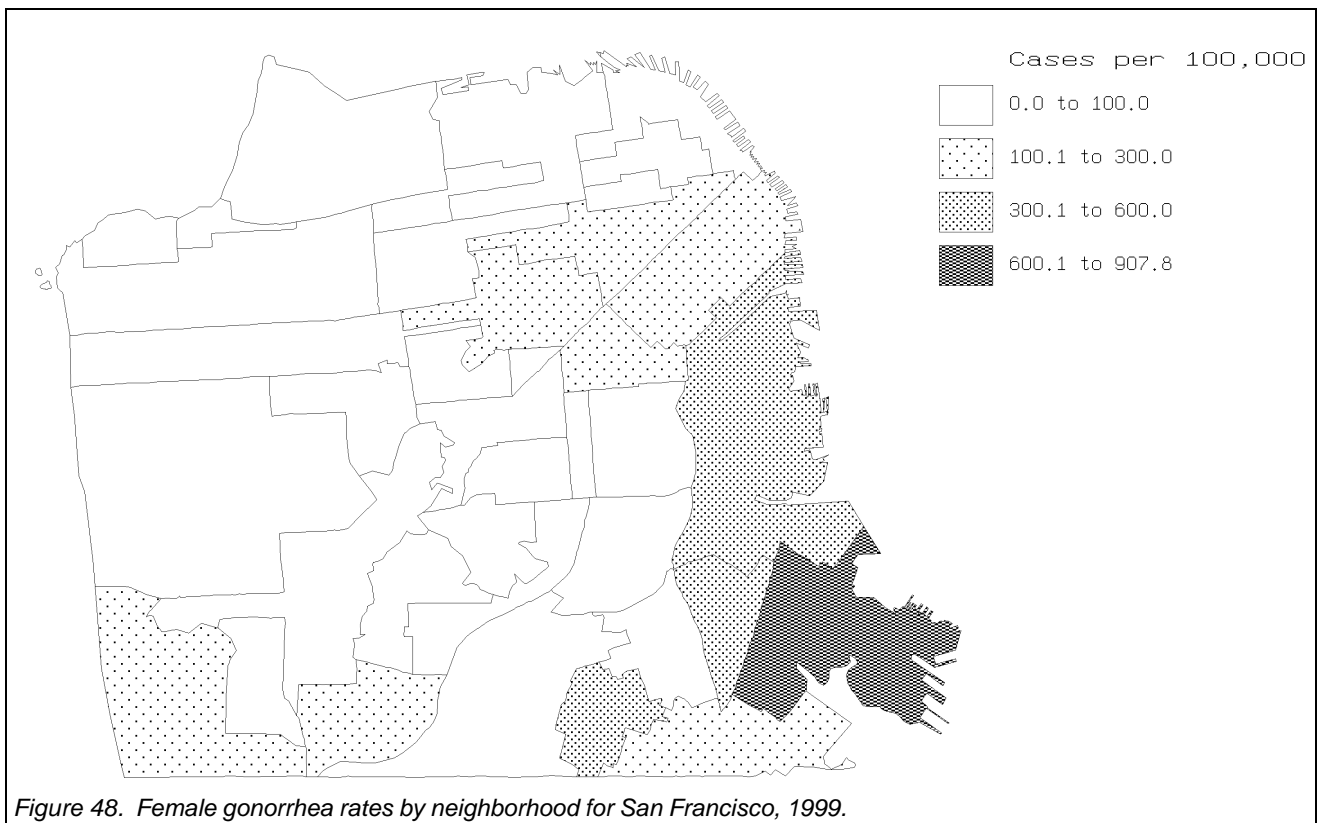 Cases per 100,000
0.0 to 100.0
100.1 to 300.0
300.1 to 600.0
600.1 to 907.8
Figure 48. Female gonorrhea rates by neighborhood for San Francisco, 1999.